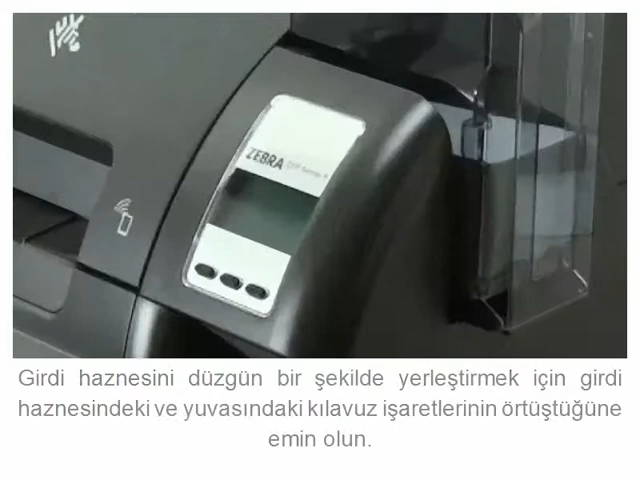 ZEBRA
Girdi haznesini düzgün bir şekilde yerleştirmek için girdi
haznesindeki ve yuvasındaki kılavuz işaretlerinin örtüştüğüne
emin olun.